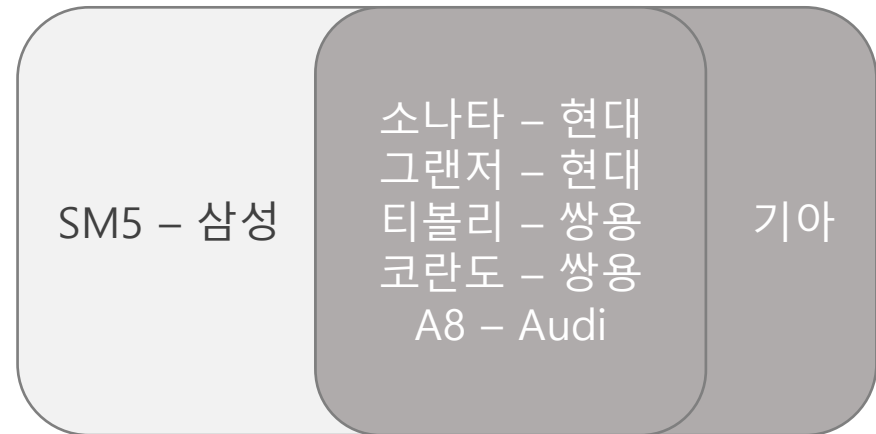 SM5 – 삼성
소나타 – 현대
그랜저 – 현대
티볼리 – 쌍용
코란도 – 쌍용
A8 – Audi
기아